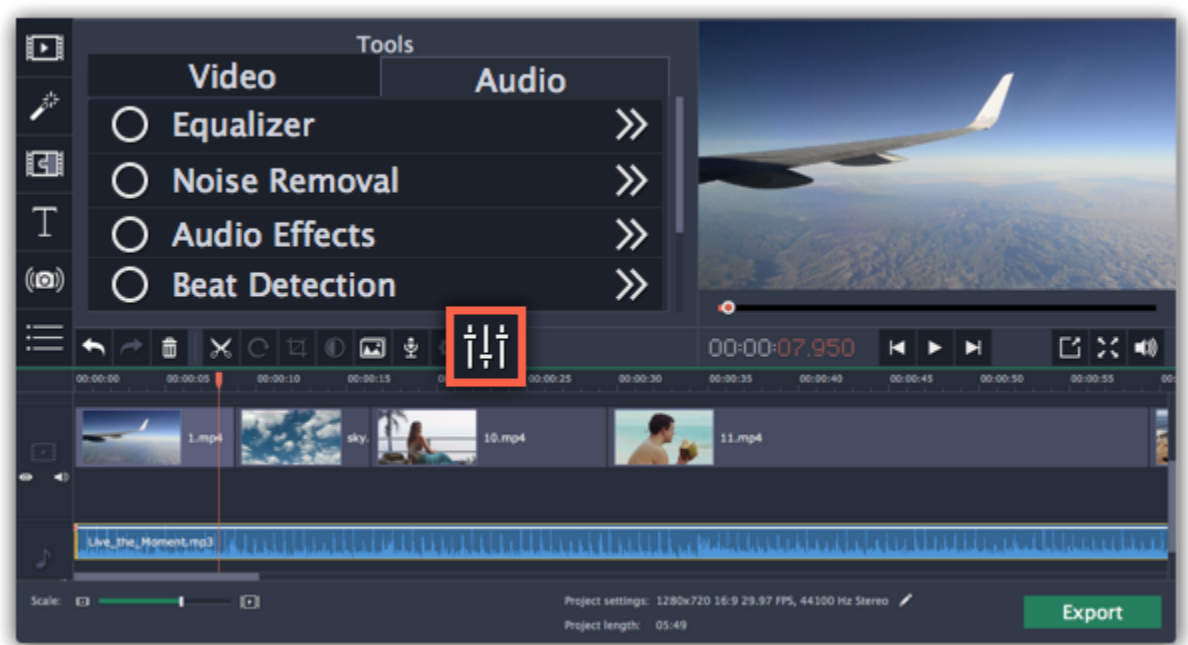 Tools
Video Audio
Equalizer
Noise Removal
Audio Effects
Beat Detection
T
00:00:07.950
00:00:00 00:00:05 00:00:10 00:00:15 00:00:25 00:00:30 00:00:35 00:00:40 00:00:45 00:00:50 00:00:55 00:
1.mp4 sky. 10.mp4 11.mp4
Live_the_Moment.mp3
Scale:
Project settings: 1280x720 16:9 29.97 FPS, 44100 Hz Stereo
Project length: 05:49
Export